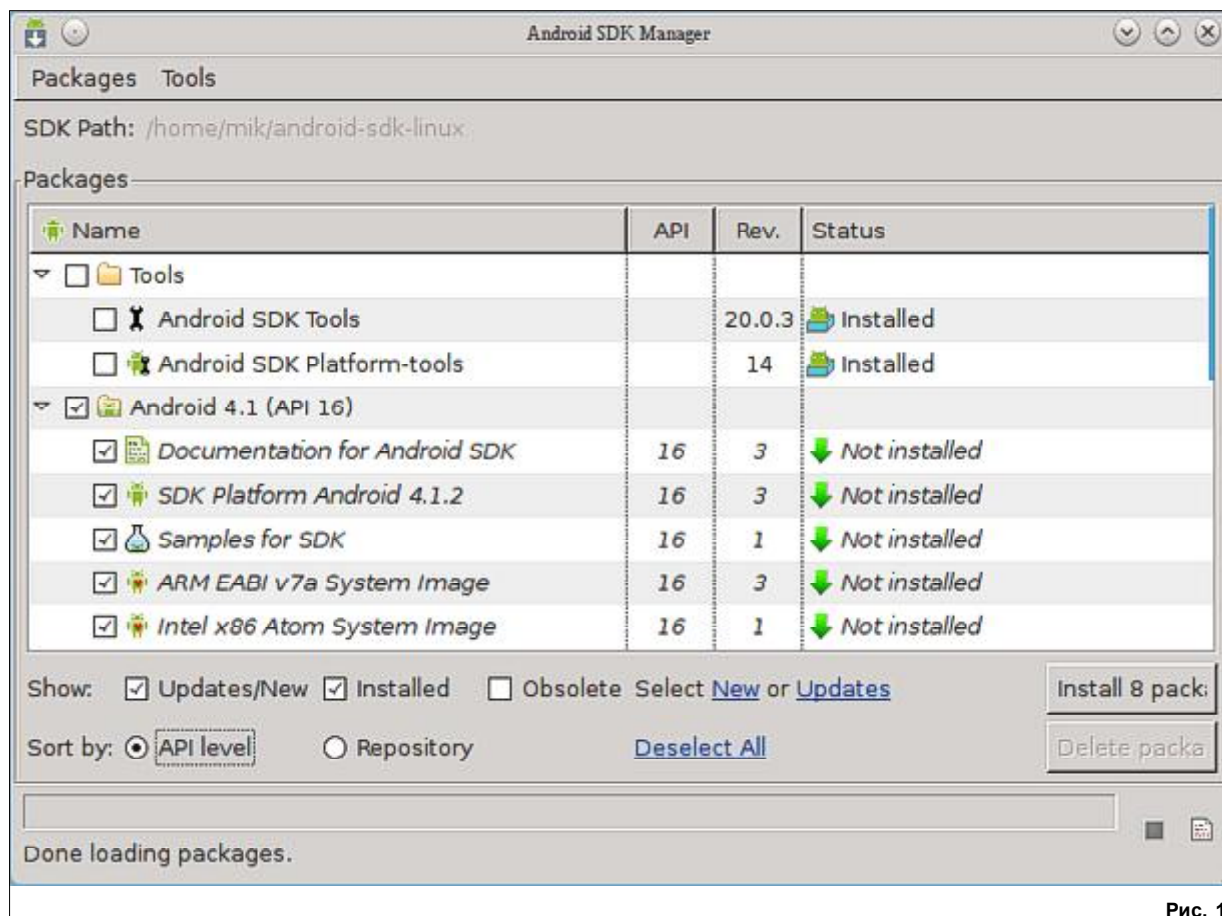 Android SDK Manager
Packages Tools
SDK Path: /home/mik/android-sdk-linux
Packages
Name API Rev. Status
Tools
Android SDK Tools 20.0.3 Installed
Android SDK Platform-tools 14 Installed
Android 4.1 (API 16)
Documentation for Android SDK 16 3 Not installed
SDK Platform Android 4.1.2 16 3 Not installed
Samples for SDK 16 1 Not installed
ARM EABI v7a System Image 16 3 Not installed
Intel x86 Atom System Image 16 1 Not installed
Show: Updates/New Installed Obsolete Select New or Updates Install 8 pack
Sort by: API level Repository Deselect All Delete packa
Done loading packages.
Рис. 1